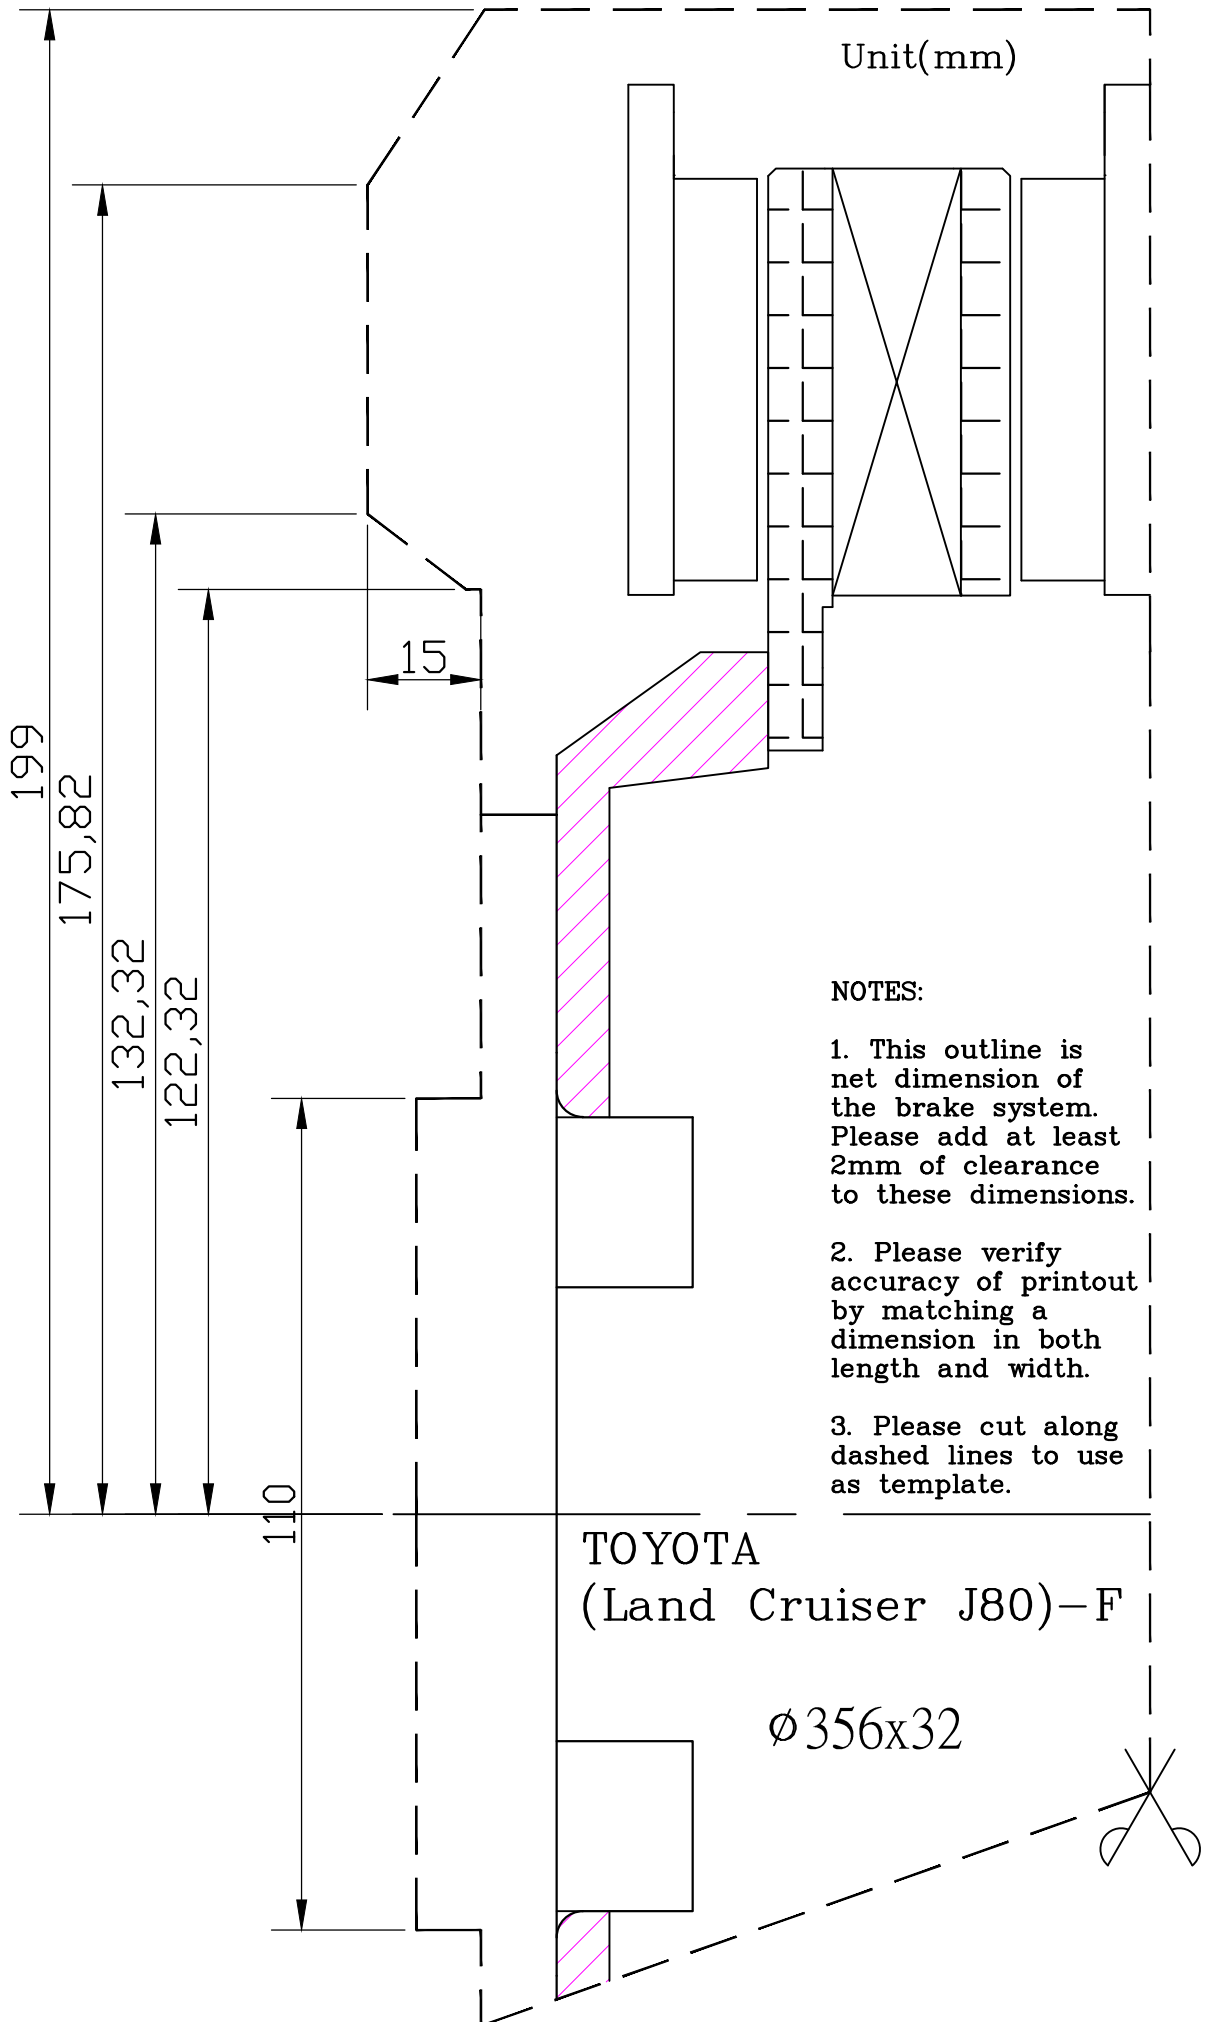 Unit(mm)
15
199
175,82
132,32
122,32
NOTES:
1. This outline is
net dimension of
the brake system.
Please add at least
2mm of clearance
to these dimensions.
2. Please verify
accuracy of printout
by matching a
dimension in both
length and width.
3. Please cut along
dashed lines to use
as template.
110
TOYOTA
(Land Cruiser J80)-F
Ø356x32